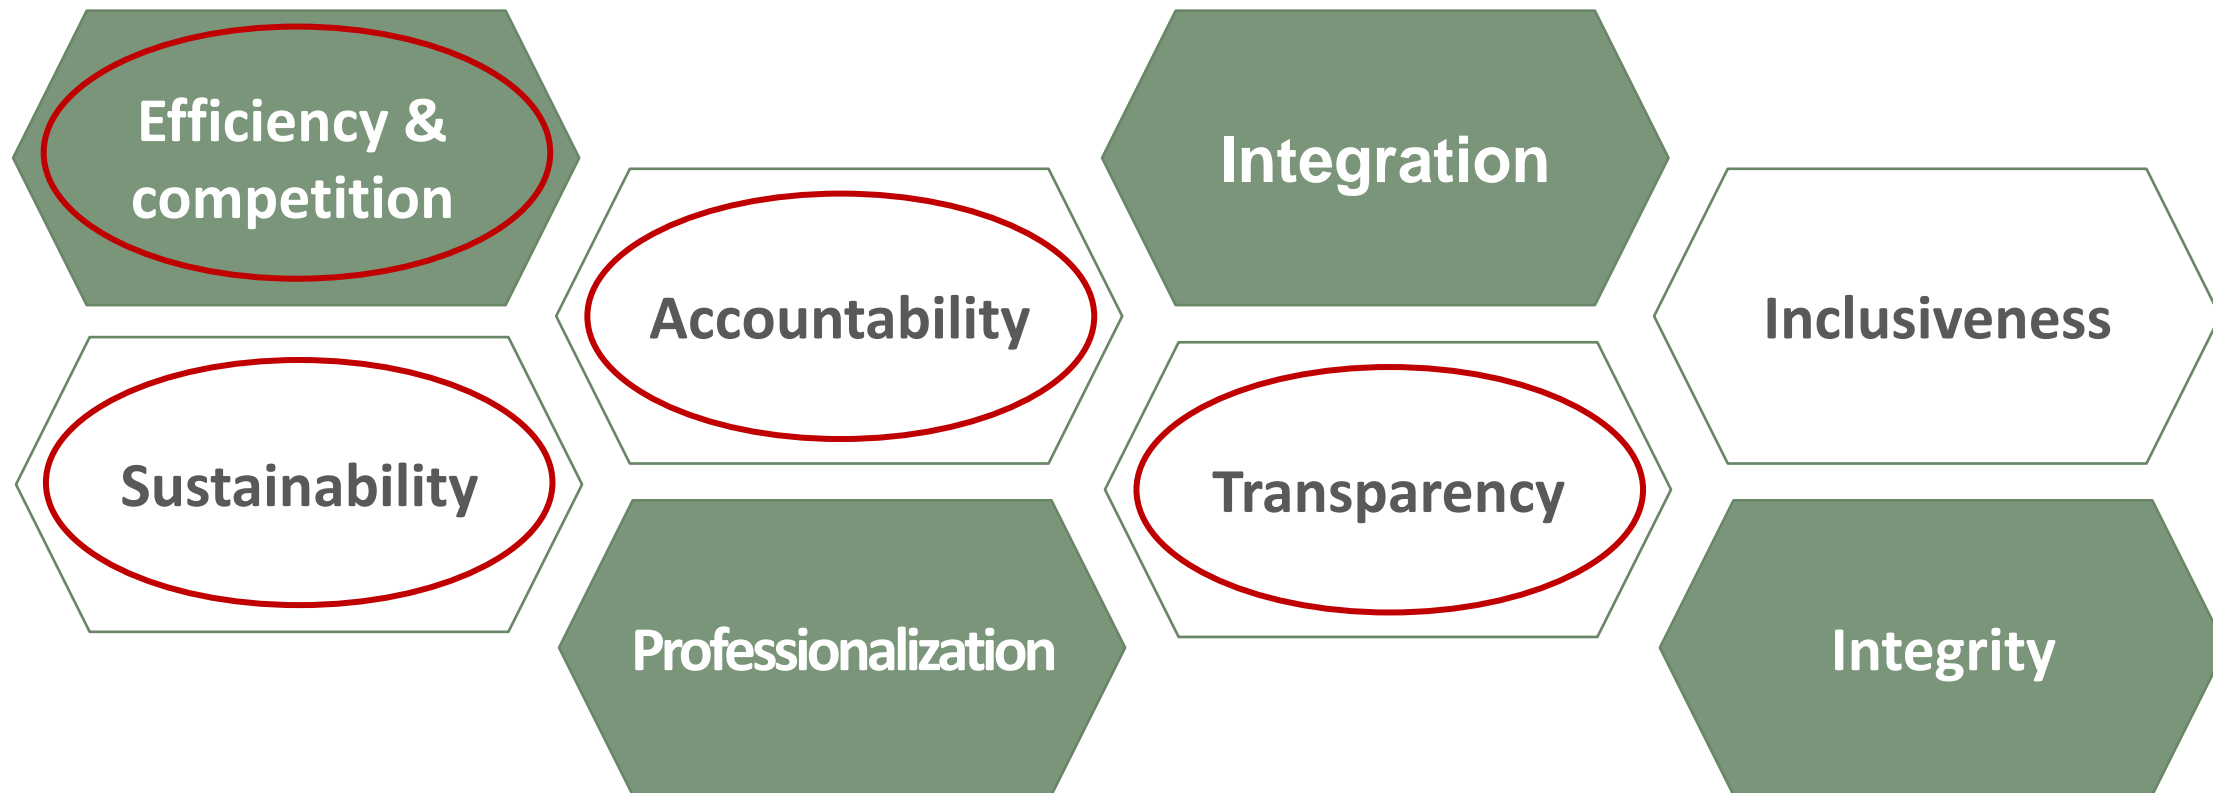 Efficiency &
competition
Integration
Accountability
Inclusiveness
Sustainability
Transparency
Professionalization
Integrity